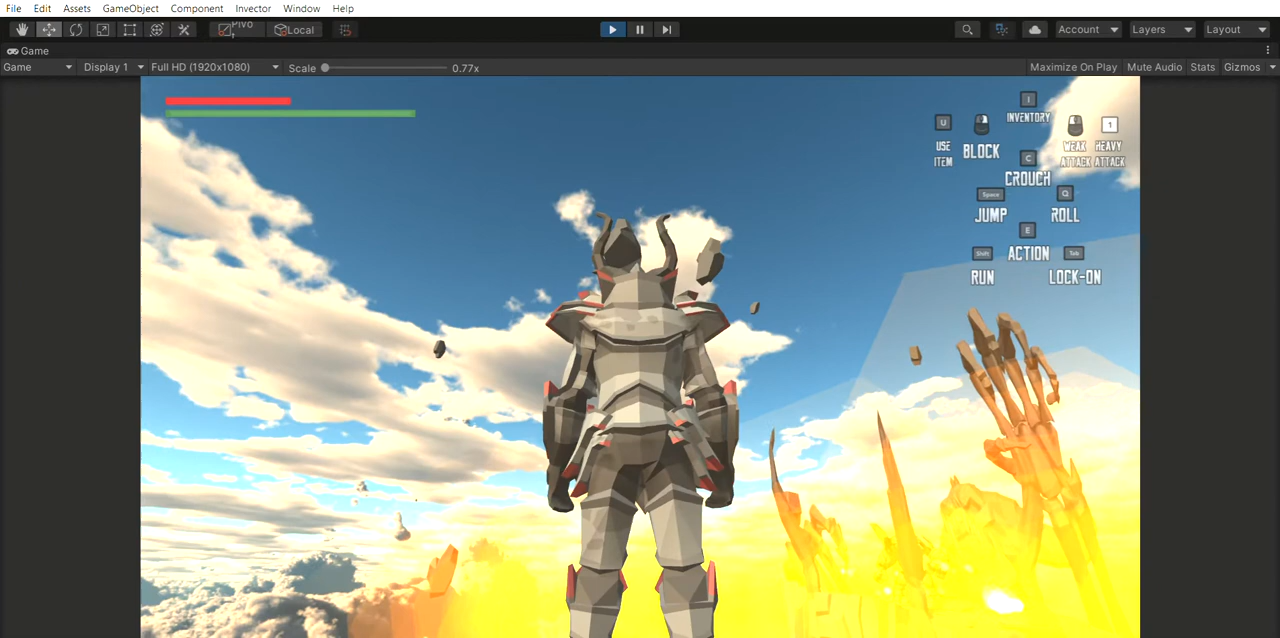 File Edit Assets GameObject Component Invector Window Help
Pivo Local Account Layers Layout
Game
Game Display 1 Full HD (1920x1080) Scale 0.77x Maximize On Play Mute Audio Stats Gizmos
I
INVENTORY
U
USE
ITEM
BLOCK
1
WEAK HEAVY
ATTACK ATTACK
C
CROUCH
Space
JUMP
Q
ROLL
E
ACTION
Shift
RUN
Tab
LOCK-ON